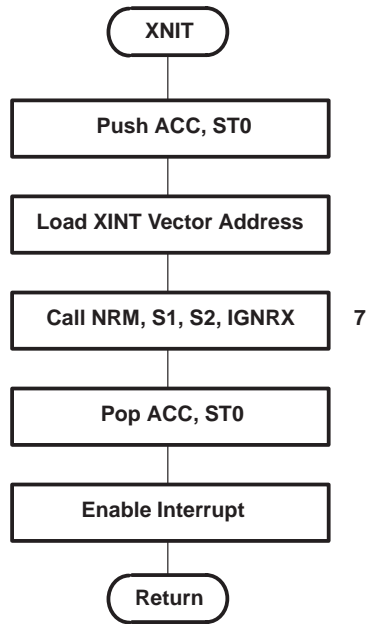 XNIT
Push ACC, ST0
Load XINT Vector Address
Call NRM, S1, S2, IGNRX 7
Pop ACC, ST0
Enable Interrupt
Return